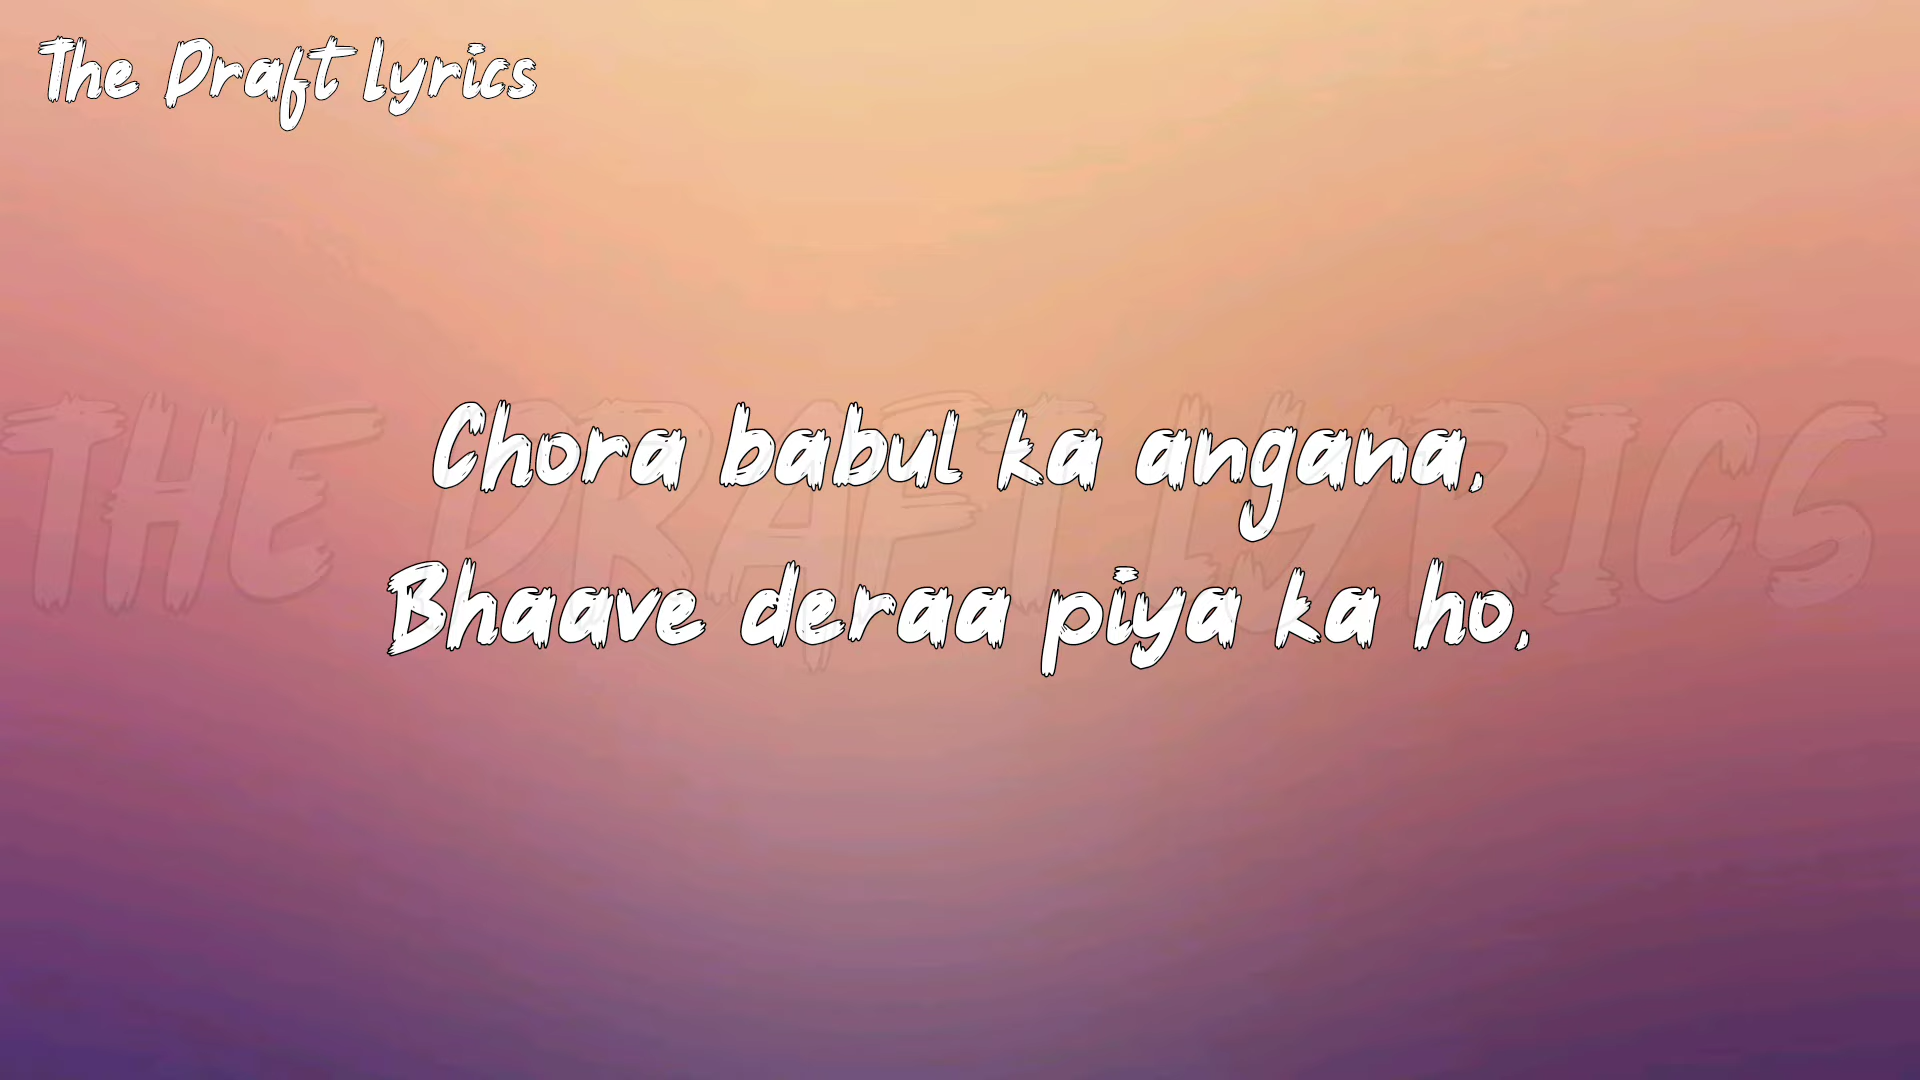 The Draft Lyrics
THE DRAFT LYRICS
Chora babul ka angana,
Bhaave deraa piya ka ho,